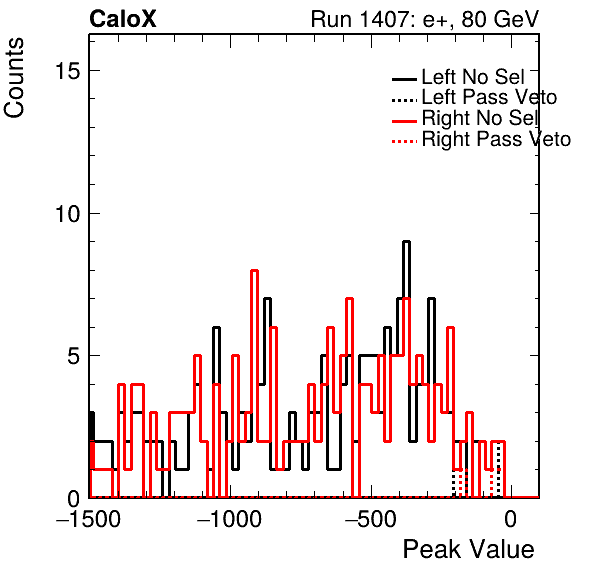 CaloX
Run 1407: e+, 80 GeV
Counts
15
10
5
0
Left No Sel
Left Pass Veto
Right No Sel
Right Pass Veto
−1500
−1000
−500
0
Peak Value